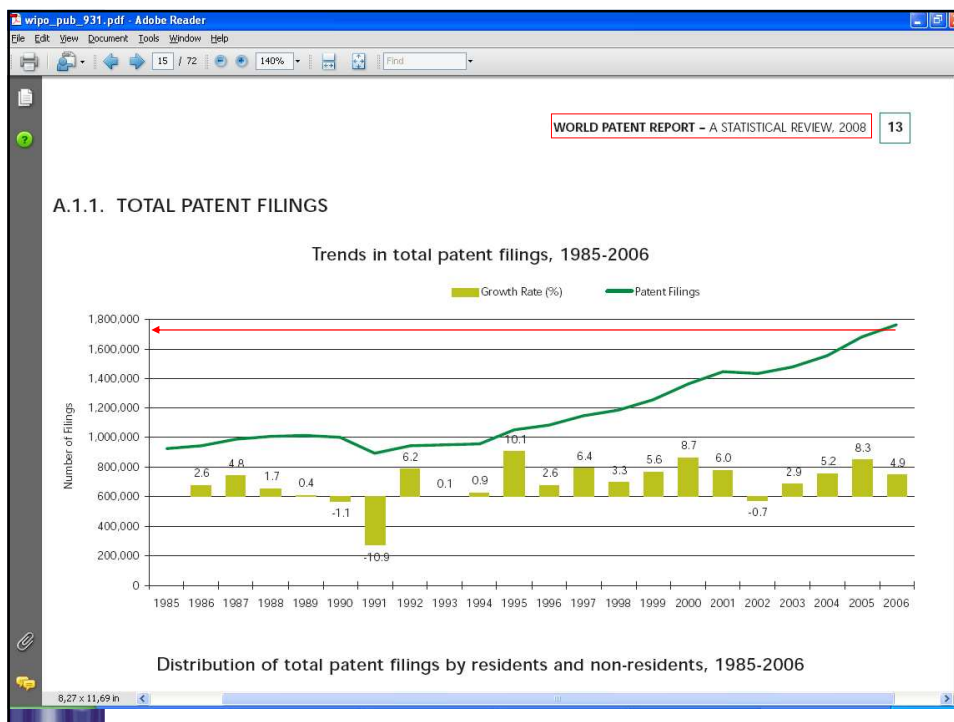 wipo_pub_931.pdf - Adobe Reader
File Edit View Document Tools Window Help
15 / 72 140% Find
WORLD PATENT REPORT – A STATISTICAL REVIEW, 2008 13
A.1.1. TOTAL PATENT FILINGS
Trends in total patent filings, 1985-2006
Growth Rate (%) Patent Filings
Number of Filings
1,800,000
1,600,000
1,400,000
1,200,000
1,000,000
800,000
600,000
400,000
200,000
0
2.6 4.8 1.7 0.4 -1.1 -10.9 6.2 0.1 0.9 10.1 2.6 6.4 3.3 5.6 8.7 6.0 -0.7 2.9 5.2 8.3 4.9
1985 1986 1987 1988 1989 1990 1991 1992 1993 1994 1995 1996 1997 1998 1999 2000 2001 2002 2003 2004 2005 2006
Distribution of total patent filings by residents and non-residents, 1985-2006
8,27 x 11,69 in